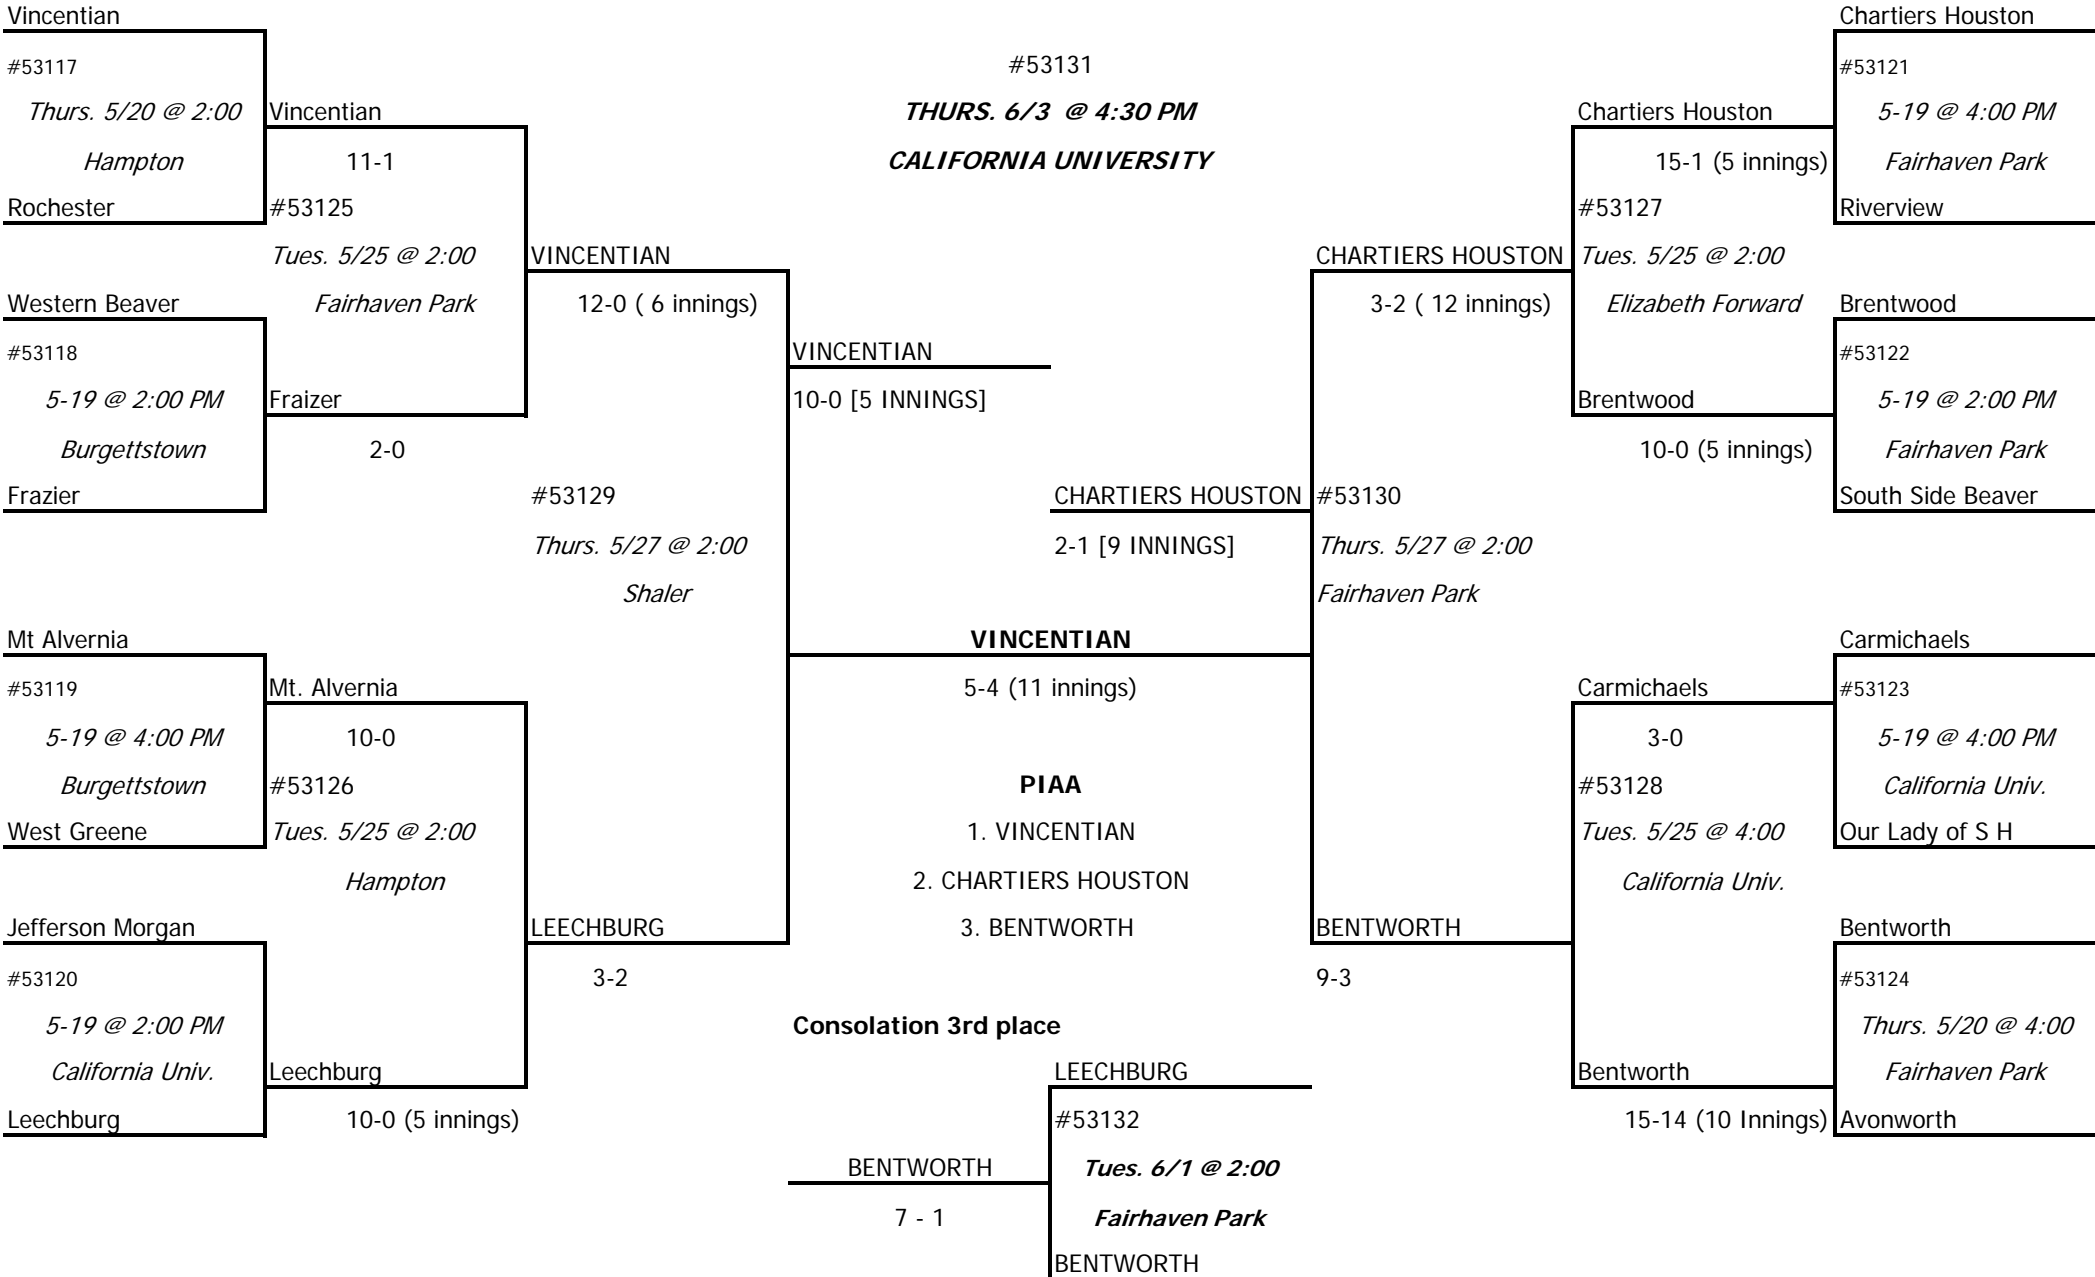 Vincentian
#53117
Thurs. 5/20 @ 2:00
Hampton
Rochester
Western Beaver
#53118
5-19 @ 2:00 PM
Burgettstown
Frazier
Mt Alvernia
#53119
5-19 @ 4:00 PM
Burgettstown
West Greene
Jefferson Morgan
#53120
5-19 @ 2:00 PM
California Univ.
Leechburg
Vincentian
11-1
#53125
Tues. 5/25 @ 2:00
Fairhaven Park
Fraizer
2-0
Mt. Alvernia
10-0
#53126
Tues. 5/25 @ 2:00
Hampton
Leechburg
10-0 (5 innings)
VINCENTIAN
12-0 ( 6 innings)
#53129
Thurs. 5/27 @ 2:00
Shaler
LEECHBURG
3-2
VINCENTIAN
10-0 [5 INNINGS]
#53131
THURS. 6/3 @ 4:30 PM
CALIFORNIA UNIVERSITY
CHARTIERS HOUSTON
2-1 [9 INNINGS]
VINCENTIAN
5-4 (11 innings)
PIAA
1. VINCENTIAN
2. CHARTIERS HOUSTON
3. BENTWORTH
Consolation 3rd place
LEECHBURG
#53132
Tues. 6/1 @ 2:00
Fairhaven Park
BENTWORTH
BENTWORTH
7 - 1
CHARTIERS HOUSTON
3-2 ( 12 innings)
#53130
Thurs. 5/27 @ 2:00
Fairhaven Park
BENTWORTH
9-3
Chartiers Houston
15-1 (5 innings)
#53127
Tues. 5/25 @ 2:00
Elizabeth Forward
Brentwood
10-0 (5 innings)
Carmichaels
3-0
#53128
Tues. 5/25 @ 4:00
California Univ.
Bentworth
15-14 (10 Innings)
Chartiers Houston
#53121
5-19 @ 4:00 PM
Fairhaven Park
Riverview
Brentwood
#53122
5-19 @ 2:00 PM
Fairhaven Park
South Side Beaver
Carmichaels
#53123
5-19 @ 4:00 PM
California Univ.
Our Lady of S H
Bentworth
#53124
Thurs. 5/20 @ 4:00
Fairhaven Park
Avonworth